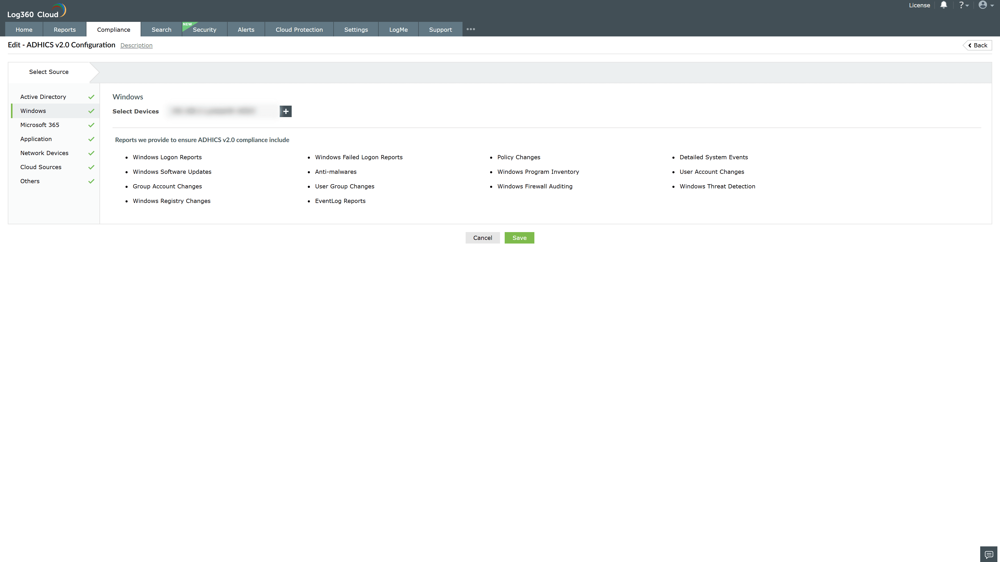 Log360 Cloud
License
?
Home
Reports
Compliance
Search
NEW
Security
Alerts
Cloud Protection
Settings
LogMe
Support
Edit - ADHICS v2.0 Configuration
Description
Back
Select Source
Active Directory
Windows
Microsoft 365
Application
Network Devices
Cloud Sources
Others
Windows
Select Devices
+
Reports we provide to ensure ADHICS v2.0 compliance include
Windows Logon Reports
Windows Failed Logon Reports
Policy Changes
Detailed System Events
Windows Software Updates
Anti-malwares
Windows Program Inventory
User Account Changes
Group Account Changes
User Group Changes
Windows Firewall Auditing
Windows Threat Detection
Windows Registry Changes
EventLog Reports
Cancel
Save